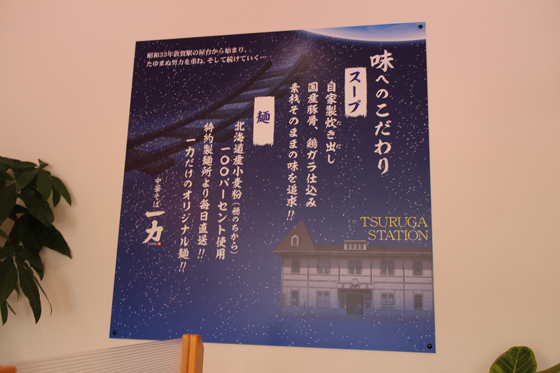 昭和33年敦賀駅の屋台から始まり、
たゆまぬ努力を重ね、そして続けていく…
味へのこだわり
スープ
自家製炊き出し
国産豚骨、鶏ガラ仕込み
素材そのままの味を追求!!
麺
北海道産小麦粉(穂のちから)
一〇〇パーセント使用
特約製麺所より毎日直送!!
一力だけのオリジナル麺!!
中華そば
一力
TSURUGA
STATION